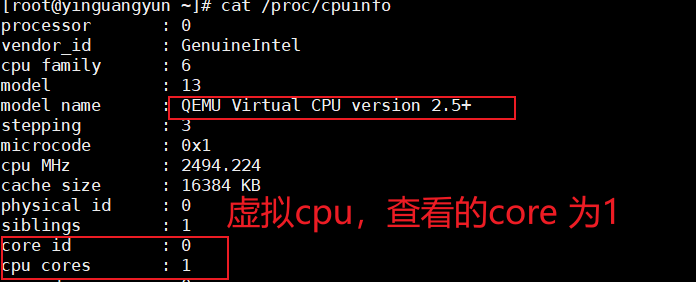 [root@yinguangyun ~]# cat /proc/cpuinfo
processor : 0
vendor_id : GenuineIntel
cpu family : 6
model : 13
model name : QEMU Virtual CPU version 2.5+
stepping : 3
microcode : 0x1
cpu MHz : 2494.224
cache size : 16384 KB
physical id : 0
siblings : 1
虚拟cpu，查看的core 为1
core id : 0
cpu cores : 1